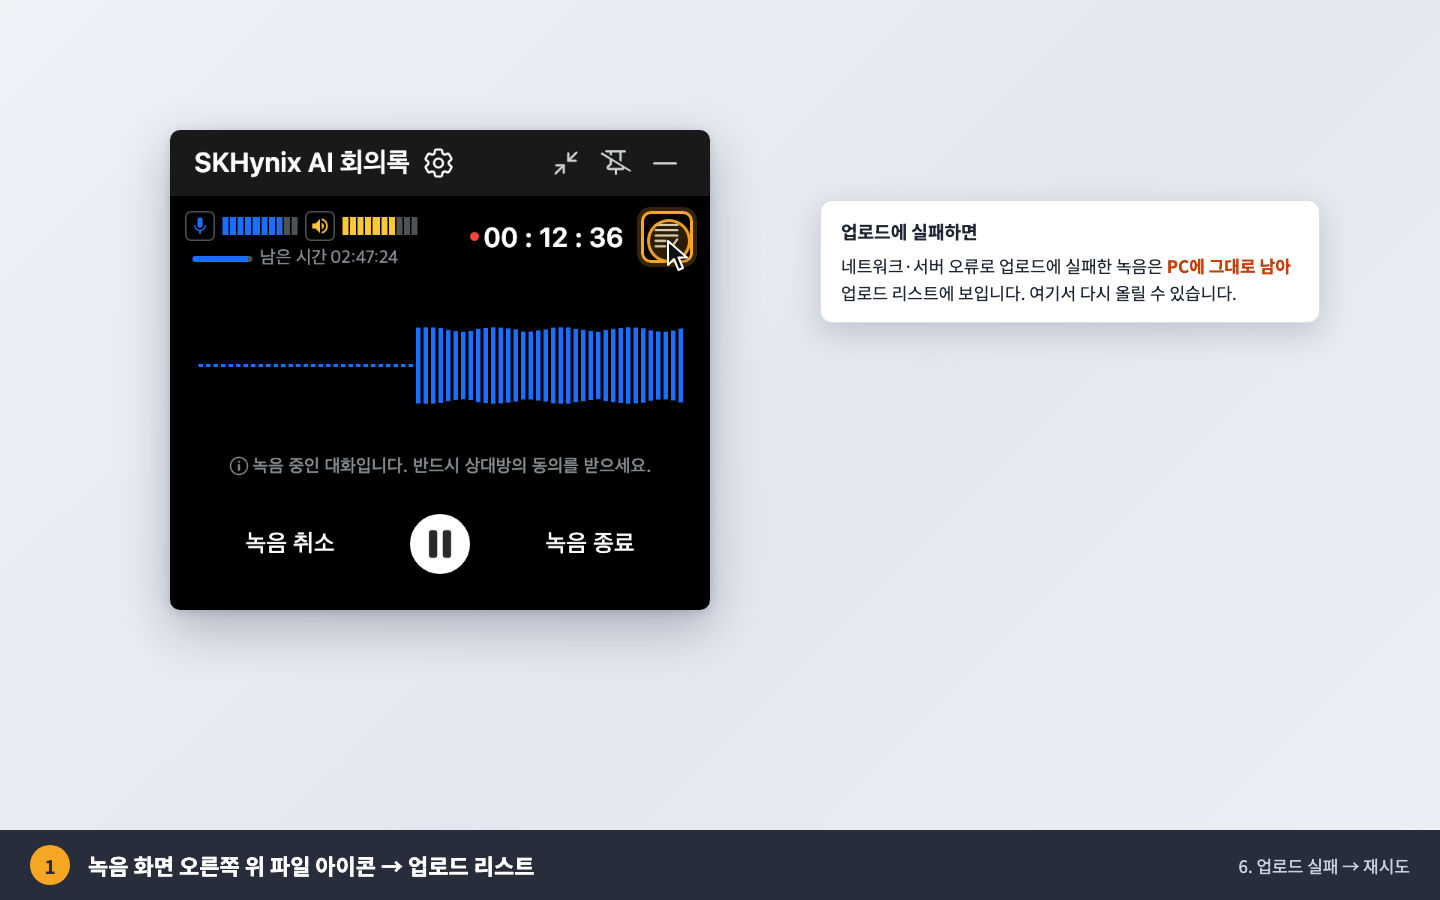 SKHynix AI 회의록
00 : 12 : 36
남은 시간 02:47:24
녹음 중인 대화입니다. 반드시 상대방의 동의를 받으세요.
녹음 취소
녹음 종료
업로드에 실패하면
네트워크·서버 오류로 업로드에 실패한 녹음은 PC에 그대로 남아
업로드 리스트에 보입니다. 여기서 다시 올릴 수 있습니다.
1 녹음 화면 오른쪽 위 파일 아이콘 → 업로드 리스트
6. 업로드 실패 → 재시도